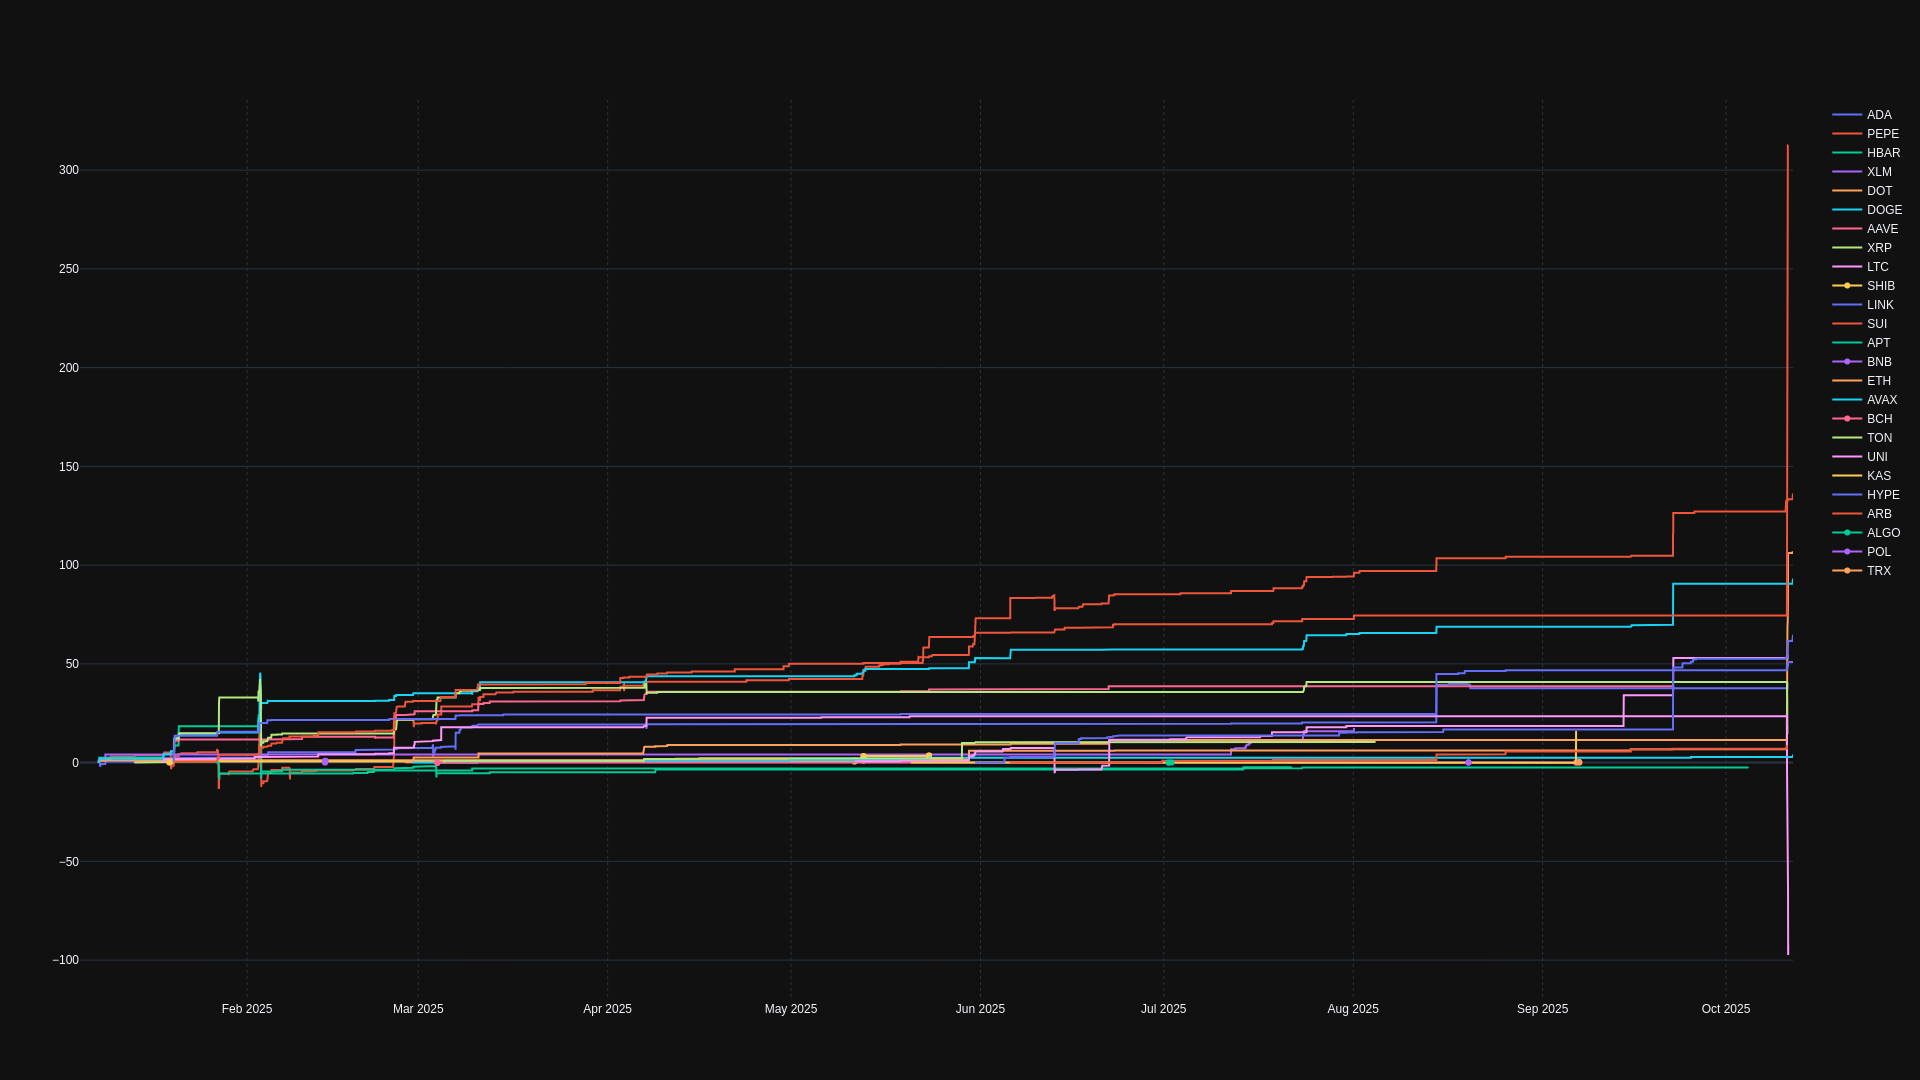 300
250
200
150
100
50
0
−50
−100
Feb 2025
Mar 2025
Apr 2025
May 2025
Jun 2025
Jul 2025
Aug 2025
Sep 2025
Oct 2025
ADA
PEPE
HBAR
XLM
DOT
DOGE
AAVE
XRP
LTC
SHIB
LINK
SUI
APT
BNB
ETH
AVAX
BCH
TON
UNI
KAS
HYPE
ARB
ALGO
POL
TRX